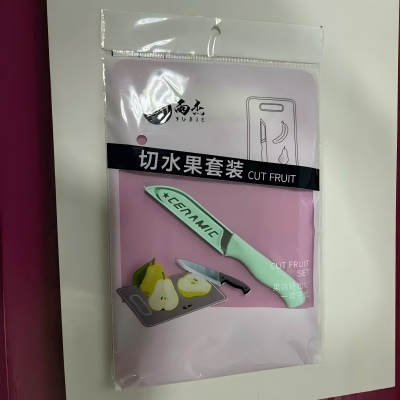 雨杰
YUJIE
切水果套装 CUT FRUIT
CERAMIC
CUT FRUIT
SET